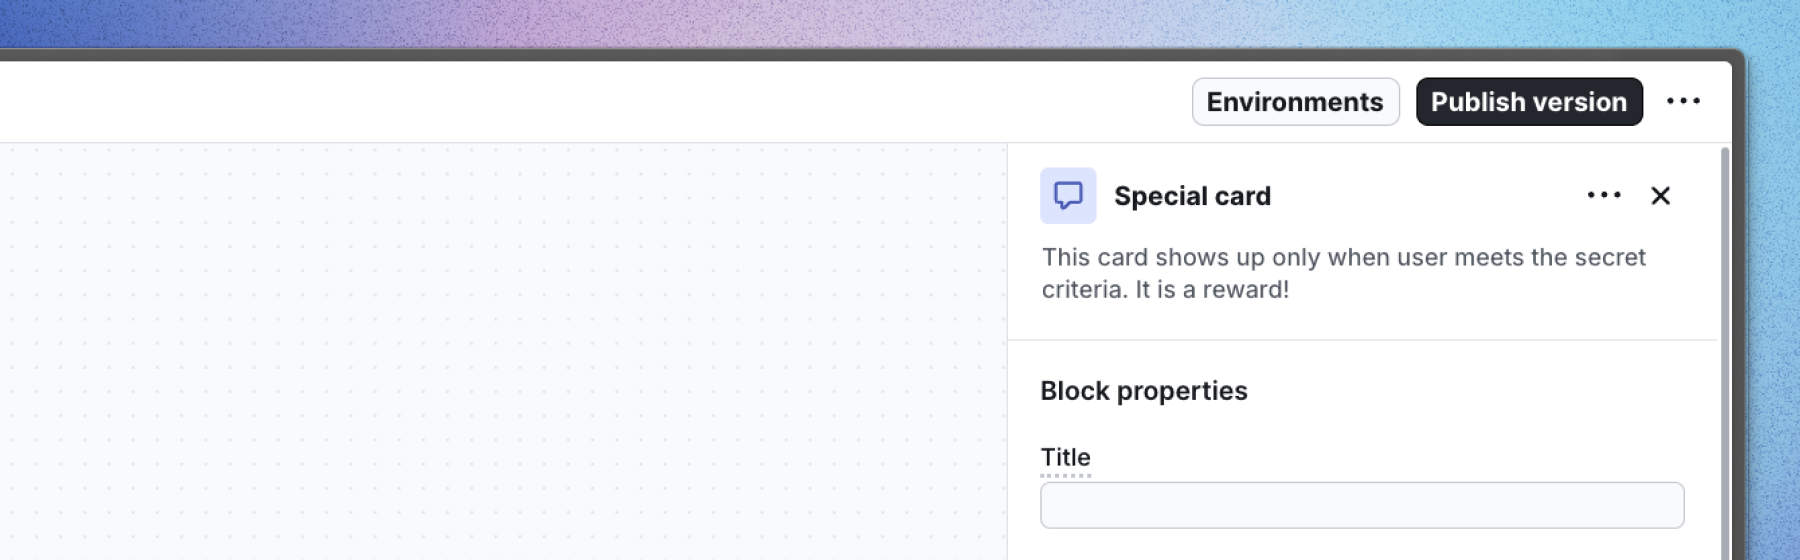 Environments
Publish version
Special card
This card shows up only when user meets the secret
criteria. It is a reward!
Block properties
Title